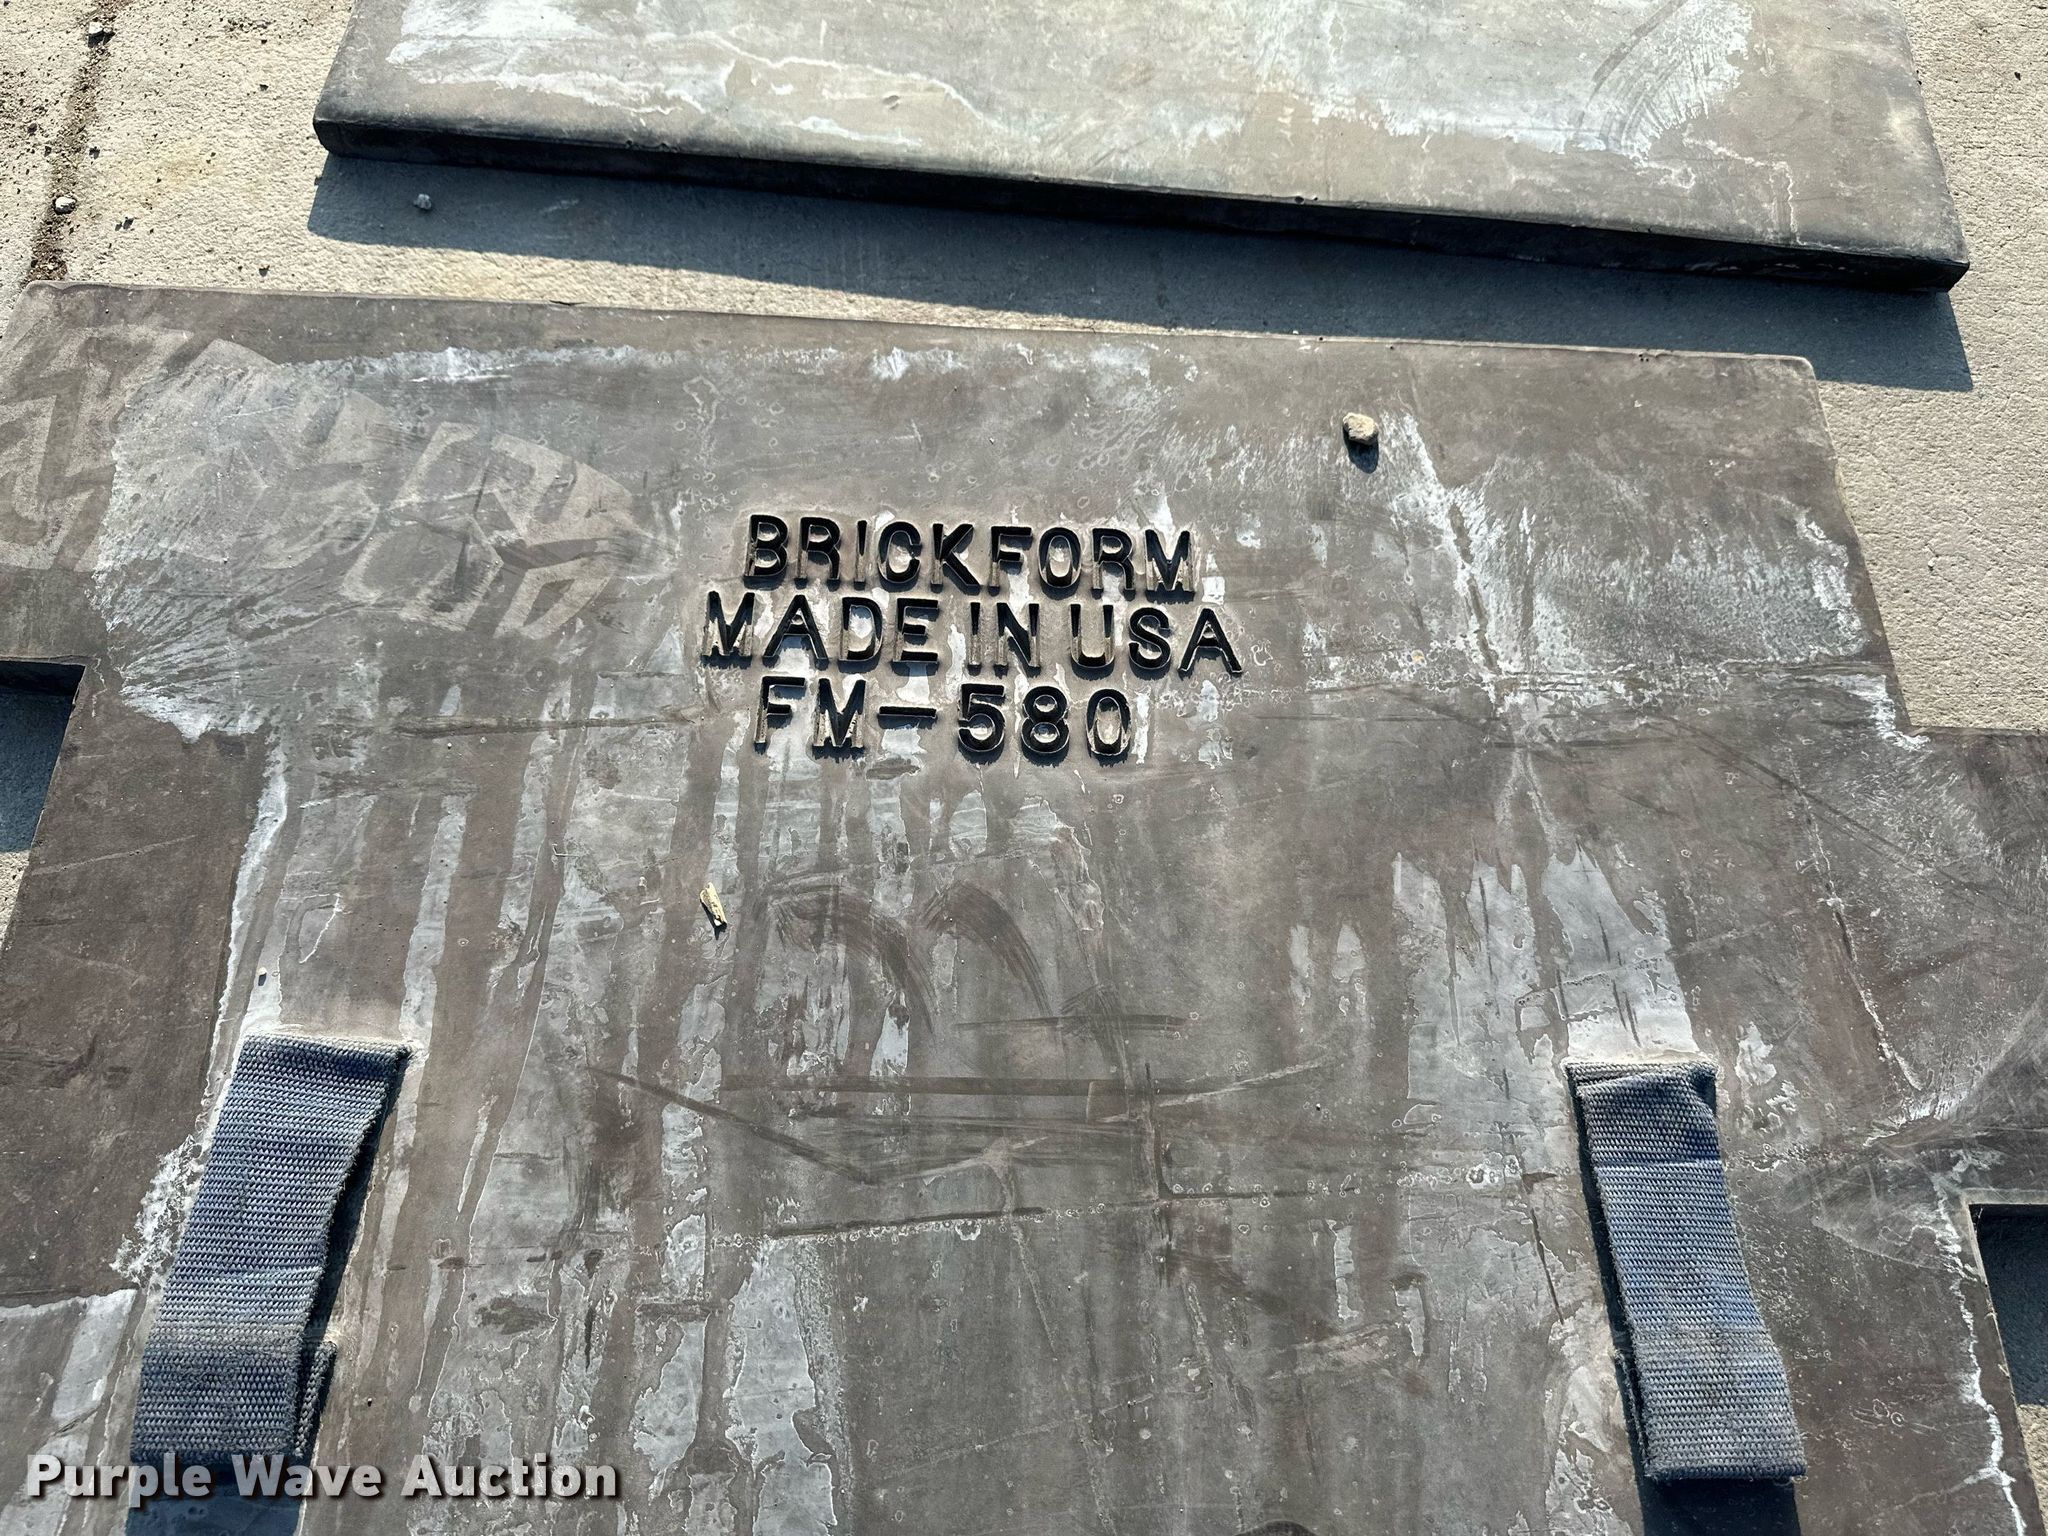 BRICKFORM
MADE IN USA
FM-580
Purple Wave Auction